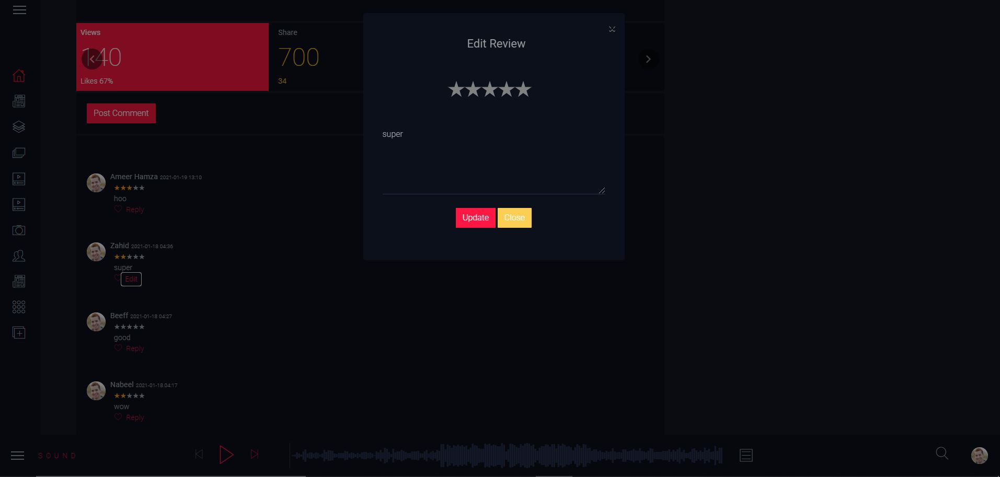 Views
140
Likes 67%
Share
700
34
Post Comment
Edit Review
super
Update Close
Ameer Hamza 2021-01-19 13:10
hoo
Reply
Zahid 2021-01-18 04:36
super
Edit
Beeff 2021-01-18 04:27
good
Reply
Nabeel 2021-01-18 04:17
wow
Reply
SOUND